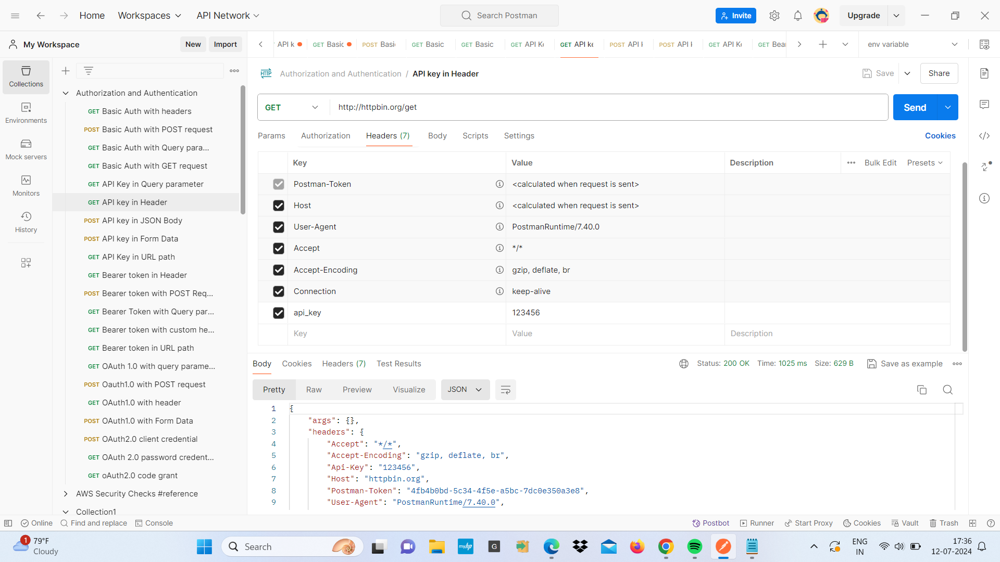 Home
Workspaces
API Network
Search Postman
Invite
Upgrade
My Workspace
New
Import
API k
GET Basic
POST Basic
GET Basic
GET Basic
GET API Ke
GET API ke
POST API k
POST API k
GET API Ke
GET Bear
env variable
Collections
Environments
Mock servers
Monitors
History
Authorization and Authentication
GET Basic Auth with headers
POST Basic Auth with POST request
GET Basic Auth with Query para...
GET Basic Auth with GET request
GET API Key in Query parameter
GET API key in Header
POST API key in JSON Body
POST API key in Form Data
GET API Key in URL path
GET Bearer token in Header
POST Bearer token with POST Req...
GET Bearer Token with Query par...
GET Bearer token with custom he...
GET Bearer token in URL path
GET OAuth 1.0 with query parame...
POST Oauth1.0 with POST request
GET OAuth1.0 with header
POST OAuth1.0 with Form Data
POST OAuth2.0 client credential
GET OAuth 2.0 password credent...
GET oAuth2.0 code grant
AWS Security Checks #reference
Collection1
HTTP Authorization and Authentication / API key in Header
Save
Share
GET
http://httpbin.org/get
Send
Params Authorization Headers (7) Body Scripts Settings
Cookies
Key Value Description ••• Bulk Edit Presets
Postman-Token <calculated when request is sent>
Host <calculated when request is sent>
User-Agent PostmanRuntime/7.40.0
Accept */*
Accept-Encoding gzip, deflate, br
Connection keep-alive
api_key 123456
Key Value Description
Body Cookies Headers (7) Test Results
Status: 200 OK Time: 1025 ms Size: 629 B
Save as example
Pretty Raw Preview Visualize JSON
1 {
2 "args": {},
3 "headers": {
4 "Accept": "*/*",
5 "Accept-Encoding": "gzip, deflate, br",
6 "Api-Key": "123456",
7 "Host": "httpbin.org",
8 "Postman-Token": "4fb4b0bd-5c34-4f5e-a5bc-7dc0e350a3e8",
9 "User-Agent": "PostmanRuntime/7.40.0",
Online
Find and replace
Console
Postbot
Runner
Start Proxy
Cookies
Vault
Trash
1
79°F
Cloudy
Search
myhp
G
ENG
IN
17:36
12-07-2024